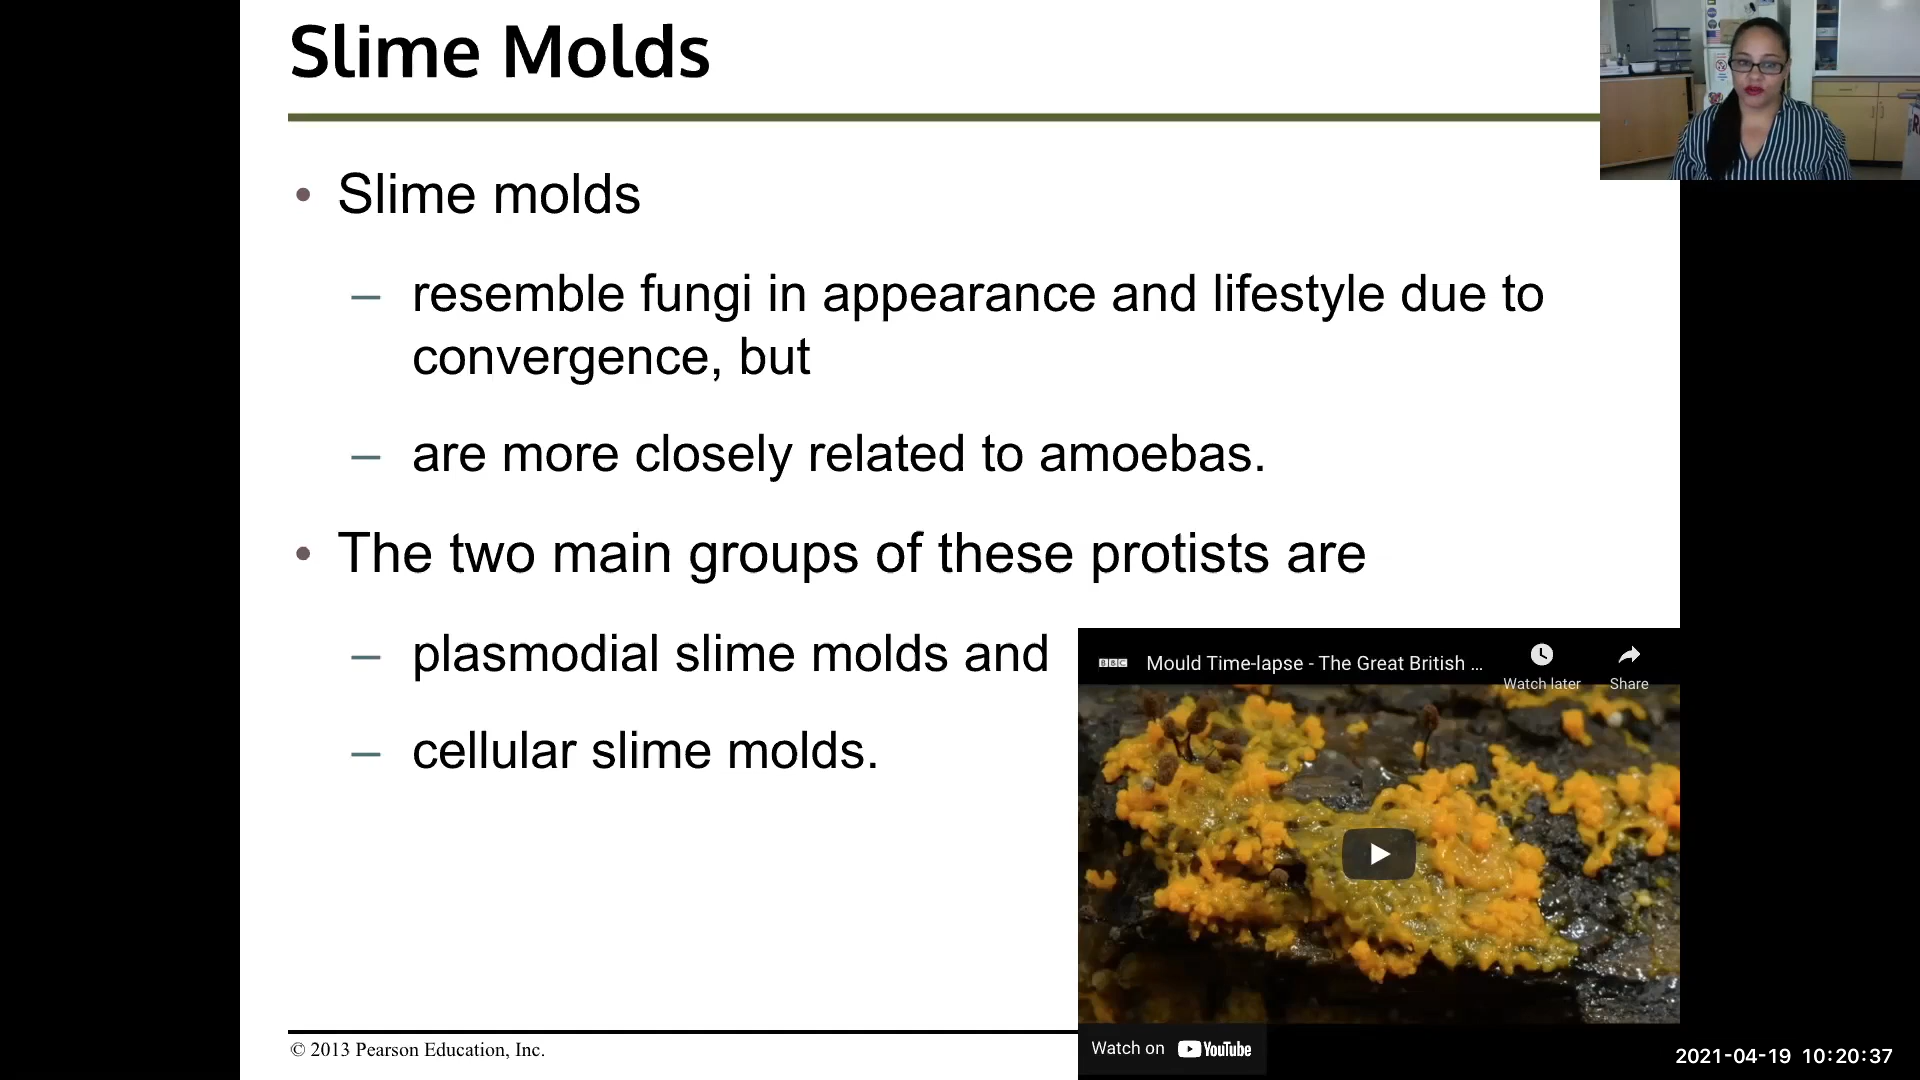 Slime Molds
• Slime molds
– resemble fungi in appearance and lifestyle due to
convergence, but
– are more closely related to amoebas.
• The two main groups of these protists are
– plasmodial slime molds and
– cellular slime molds.
BBC Mould Time-lapse - The Great British ...
Watch later Share
Watch on YouTube
© 2013 Pearson Education, Inc.
2021-04-19 10:20:37